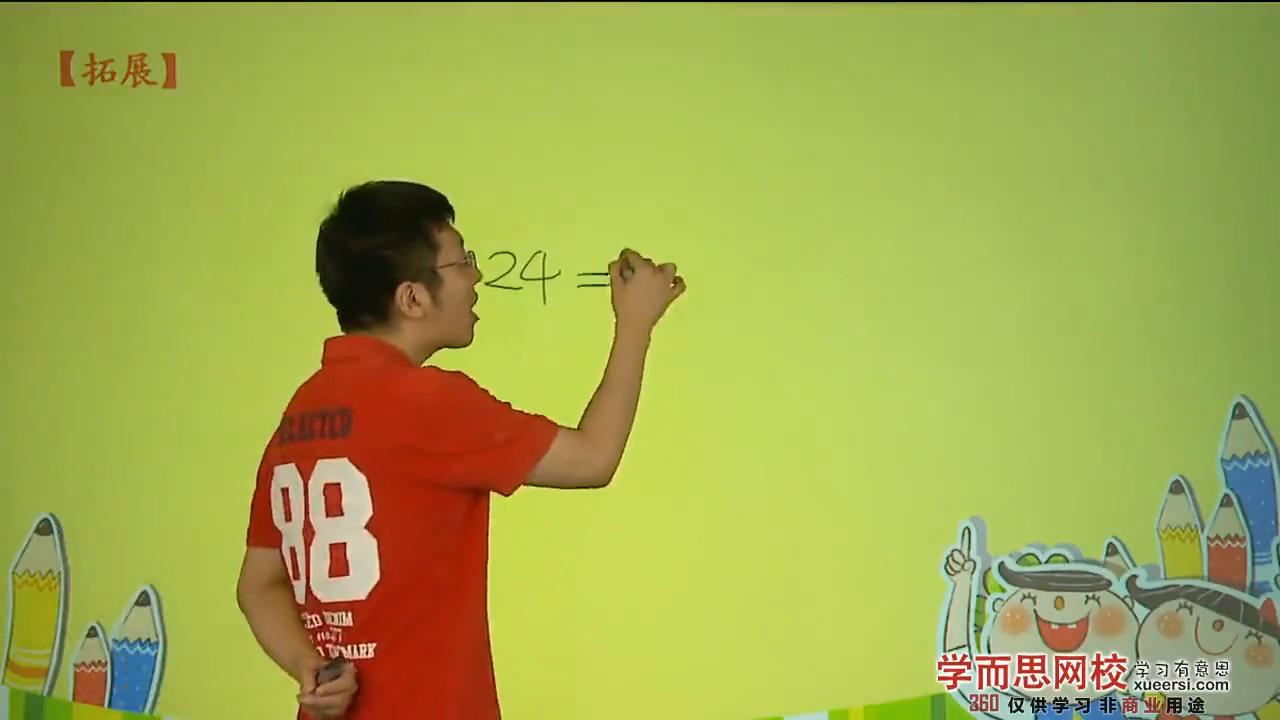 【拓展】
24 =
88
学而思网校 学习有意思
xueersi.com
360 仅供学习 非商业用途